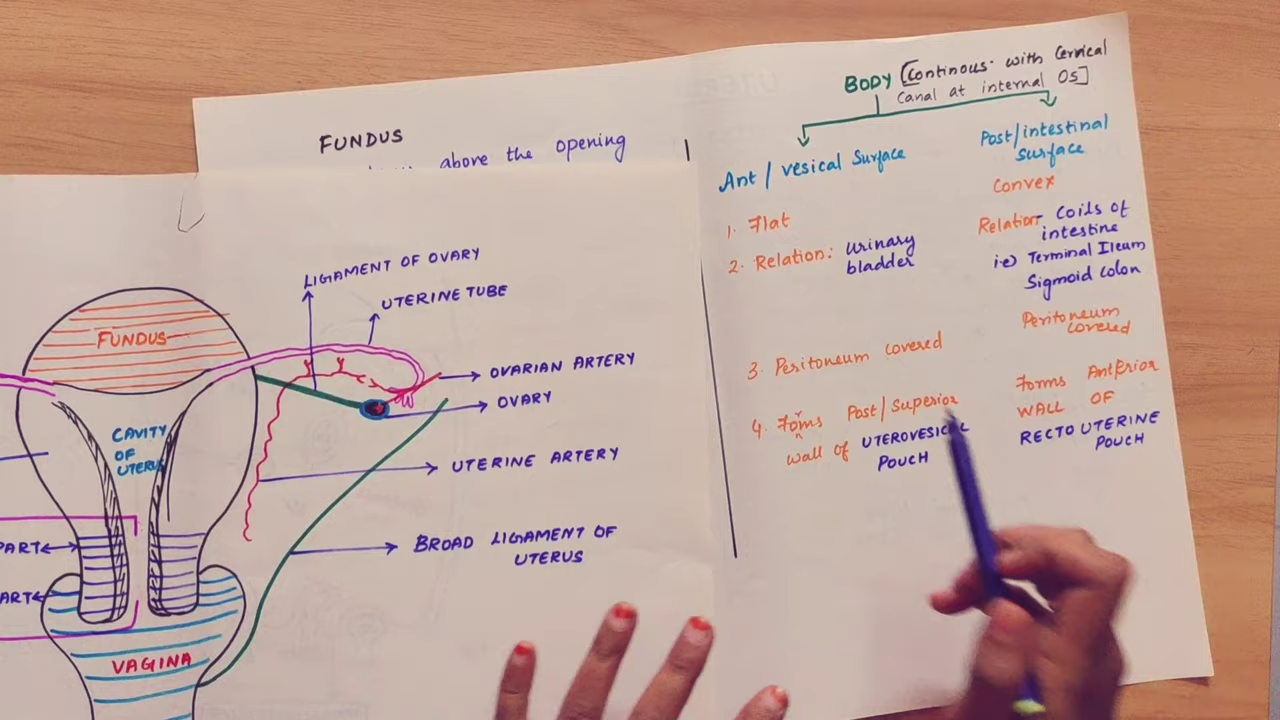 FUNDUS
above the opening
LIGAMENT OF OVARY
UTERINE TUBE
FUNDUS
OVARIAN ARTERY
OVARY
CAVITY
OF
UTERUS
UTERINE ARTERY
PART
BROAD LIGAMENT OF
UTERUS
PART
VAGINA
BODY [Continous with Cervical
Canal at internal Os]
Ant / vesical Surface
1. Flat
2. Relation: urinary
bladder
3. Peritoneum covered
4. Foms Post/Superior
r
wall of UTEROVESICAL
POUCH
Post/intestinal
Surface
Convex
Relation- Coils of
intestine
i·e) Terminal Ileum
Sigmoid colon
Peritoneum
covered
Forms Anterior
WALL OF
RECTO UTERINE
POUCH